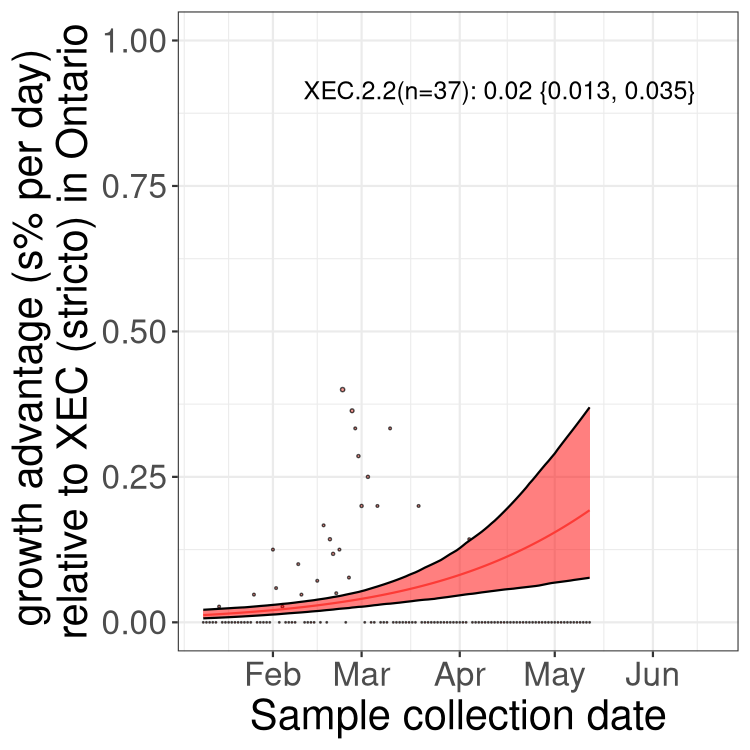 growth advantage (s% per day)
relative to XEC (stricto) in Ontario
1.00
0.75
0.50
0.25
0.00
XEC.2.2(n=37): 0.02 {0.013, 0.035}
Feb Mar Apr May Jun
Sample collection date